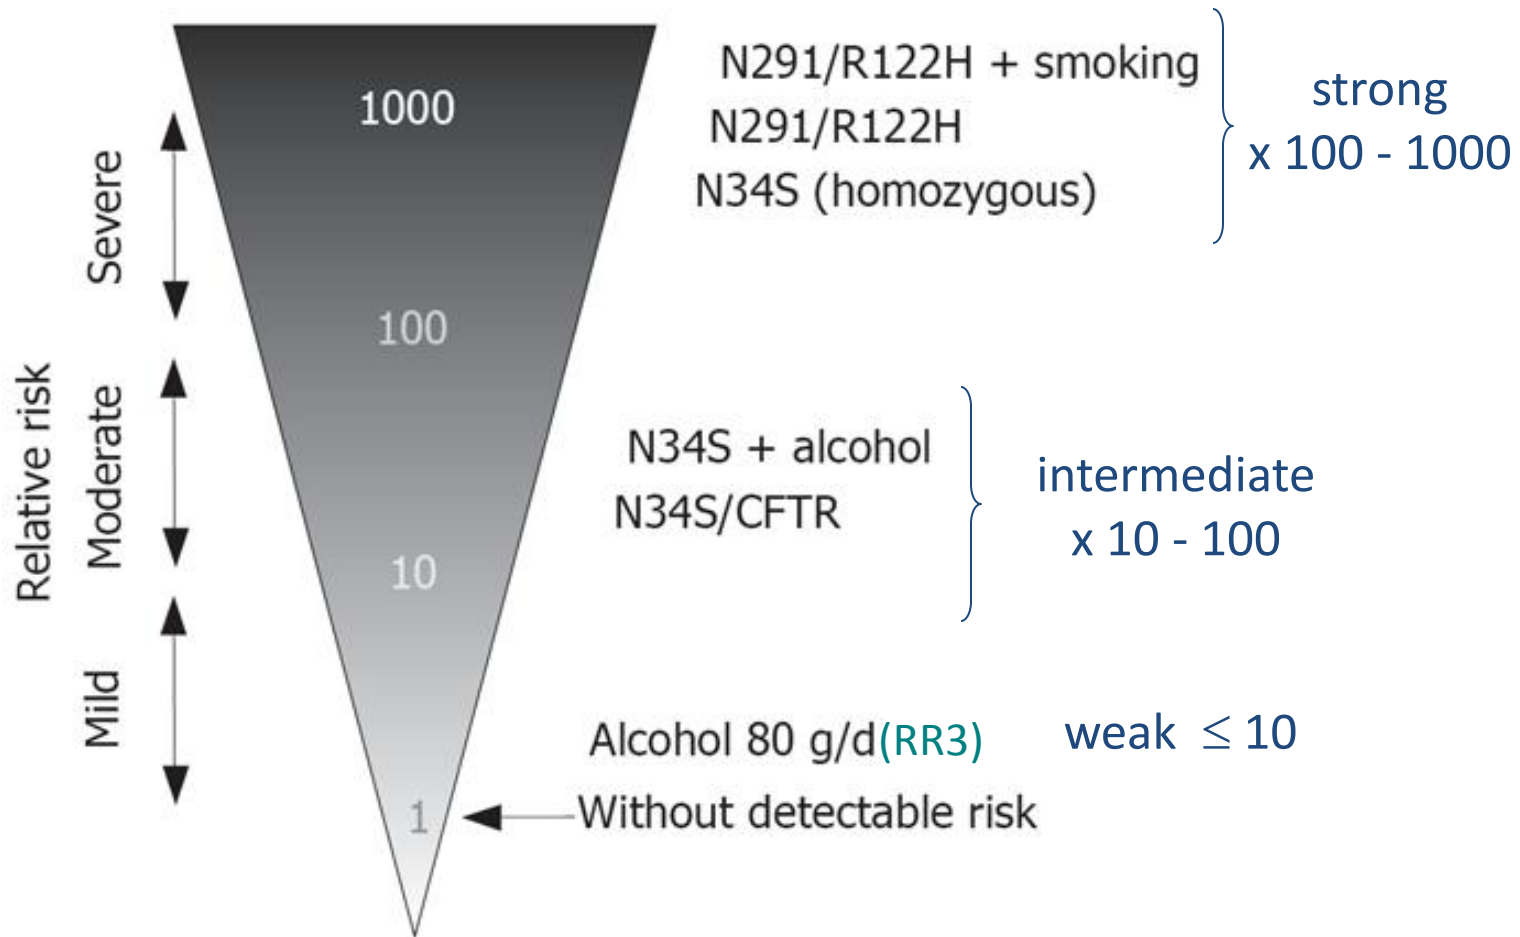 1000
N291/R122H + smoking
N291/R122H
N34S (homozygous)
strong
x 100 - 1000
Severe
100
Relative risk
Moderate
N34S + alcohol
N34S/CFTR
intermediate
x 10 - 100
10
Mild
Alcohol 80 g/d(RR3)
weak ≤ 10
1
Without detectable risk